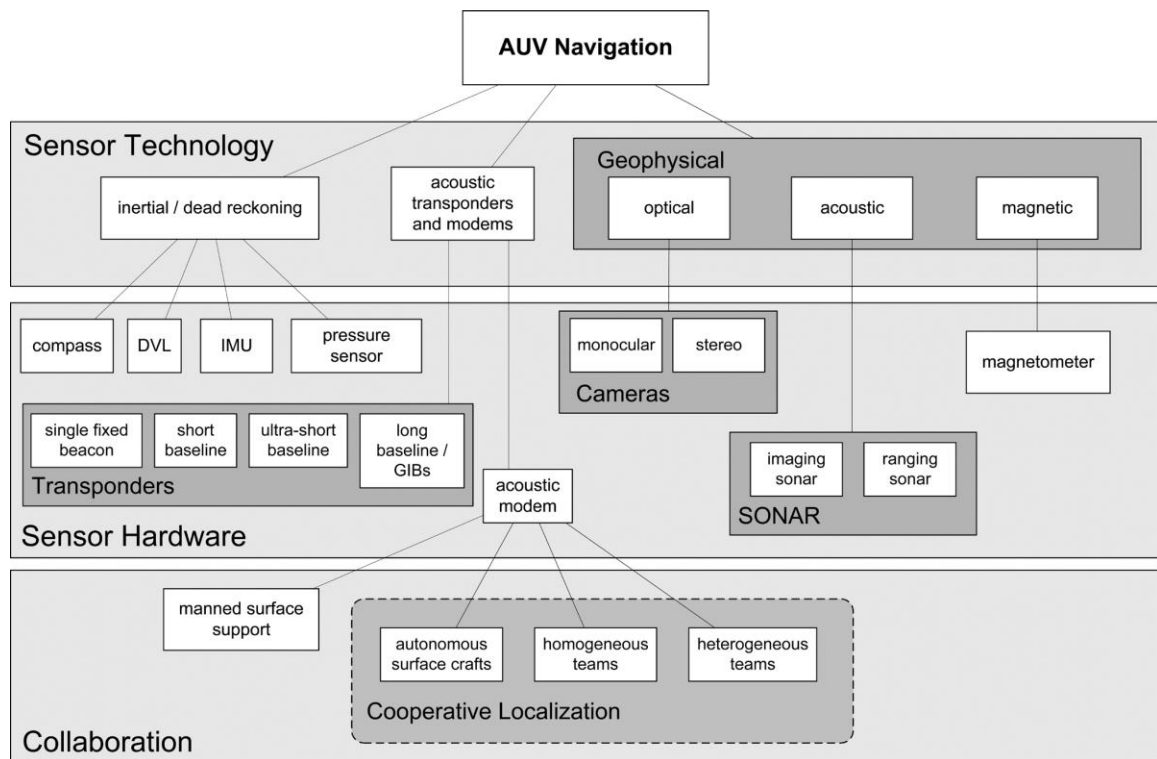 AUV Navigation
Sensor Technology
inertial / dead reckoning
acoustic
transponders
and modems
Geophysical
optical
acoustic
magnetic
compass
DVL
IMU
pressure
sensor
monocular
stereo
Cameras
magnetometer
single fixed
beacon
short
baseline
ultra-short
baseline
long
baseline /
GIBs
Transponders
acoustic
modem
imaging
sonar
ranging
sonar
SONAR
Sensor Hardware
manned surface
support
autonomous
surface crafts
homogeneous
teams
heterogeneous
teams
Cooperative Localization
Collaboration